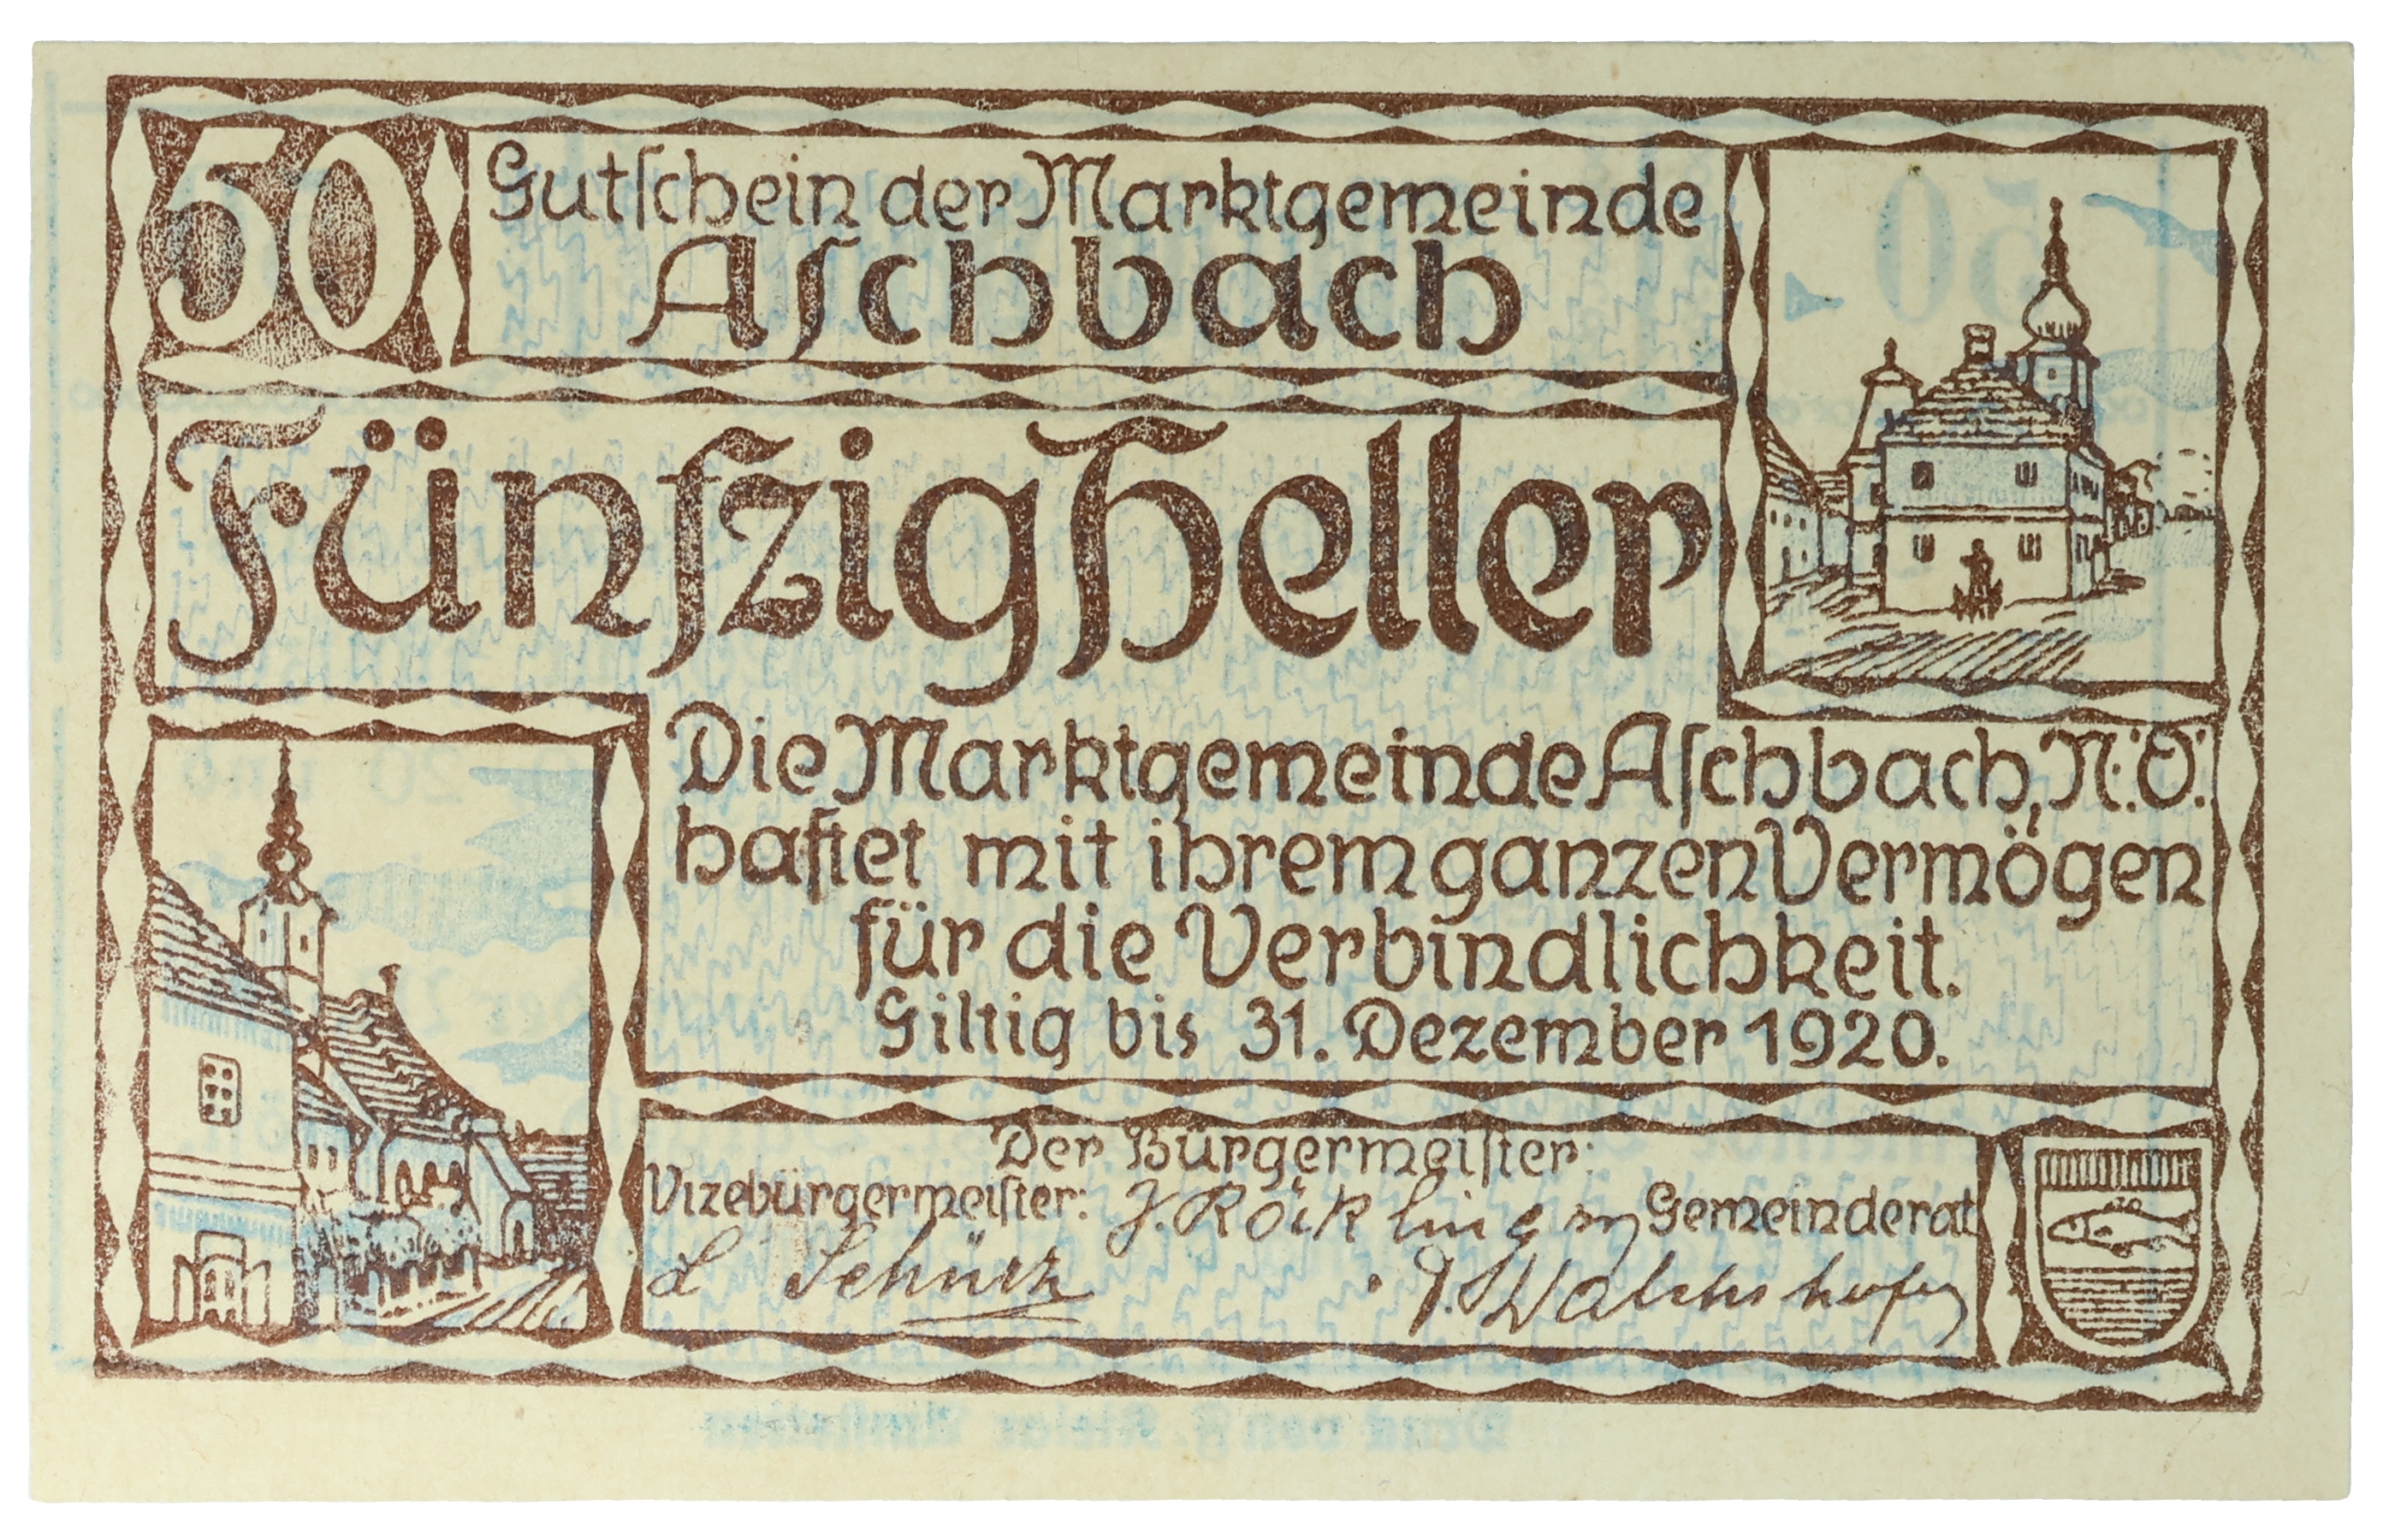 50
Gutſchein der Marktgemeinde
Aſchbach
Fünfzig Heller
Die Marktgemeinde Aſchbach, N.Ö.
haftet mit ihrem ganzen Vermögen
für die Verbindlichkeit.
Giltig bis 31. Dezember 1920.
Der Bürgermeiſter:
Vizebürgermeiſter:
Gemeinderat
L Schürz